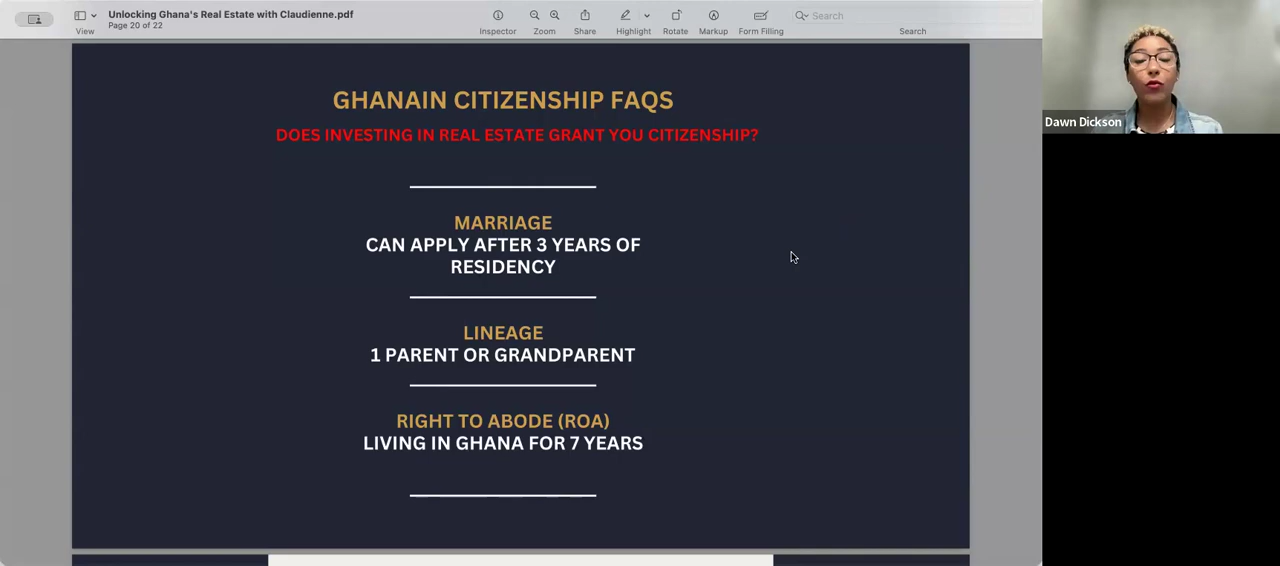 Unlocking Ghana's Real Estate with Claudienne.pdf
Page 20 of 22
View
Inspector
Zoom
Share
Highlight
Rotate
Markup
Form Filling
Search
Search
GHANAIN CITIZENSHIP FAQS
DOES INVESTING IN REAL ESTATE GRANT YOU CITIZENSHIP?
MARRIAGE
CAN APPLY AFTER 3 YEARS OF
RESIDENCY
LINEAGE
1 PARENT OR GRANDPARENT
RIGHT TO ABODE (ROA)
LIVING IN GHANA FOR 7 YEARS
Dawn Dickson